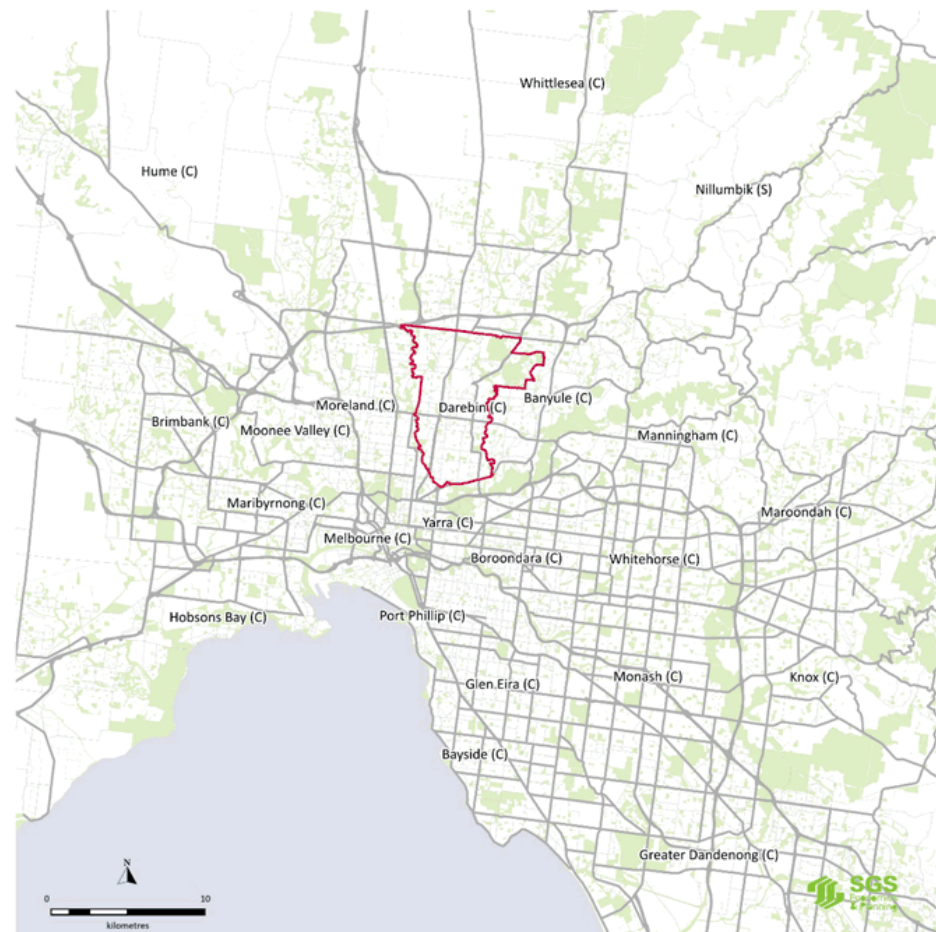 Whittlesea (C)
Hume (C)
Nillumbik (S)
Moreland (C)
Darebin (C)
Banyule (C)
Brimbank (C)
Moonee Valley (C)
Manningham (C)
Maribyrnong (C)
Maroondah (C)
Yarra (C)
Melbourne (C)
Boroondara (C)
Whitehorse (C)
Hobsons Bay (C)
Port Phillip (C)
Glen Eira (C)
Monash (C)
Knox (C)
Bayside (C)
Greater Dandenong (C)
N
0 10
kilometres
SGS
& Planning